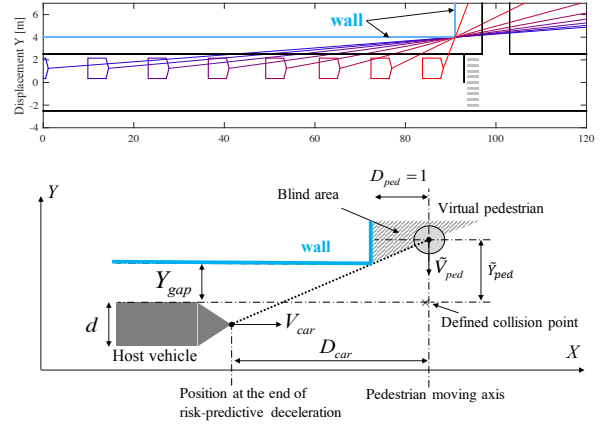 6
4
2
0
-2
-4
Displacement Y [m]
wall
0
20
40
60
80
100
120
D_ped = 1
Y
Blind area
Virtual pedestrian
wall
Ṽ_ped
Ỹ_ped
Y_gap
d
V_car
Defined collision point
Host vehicle
D_car
X
Position at the end of
risk-predictive deceleration
Pedestrian moving axis